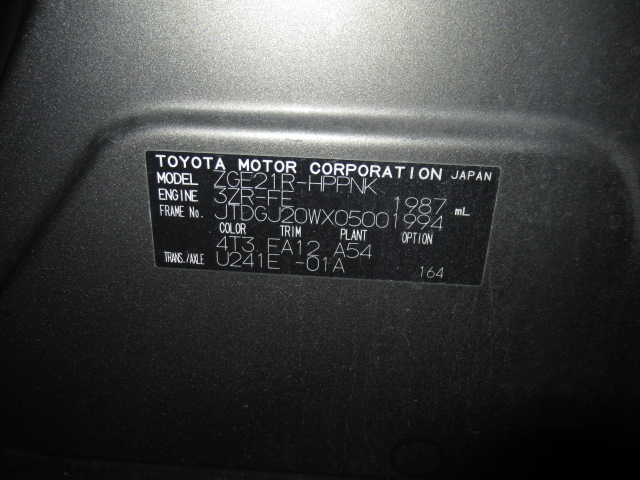 TOYOTA MOTOR CORPORATION JAPAN
MODEL ZGE21R-HPPNK
ENGINE 3ZR-FE 1987 mL
FRAME No. JTDGJ20WX05001994
COLOR TRIM PLANT OPTION
4T3 FA12 A54
TRANS./AXLE U241E -01A 164